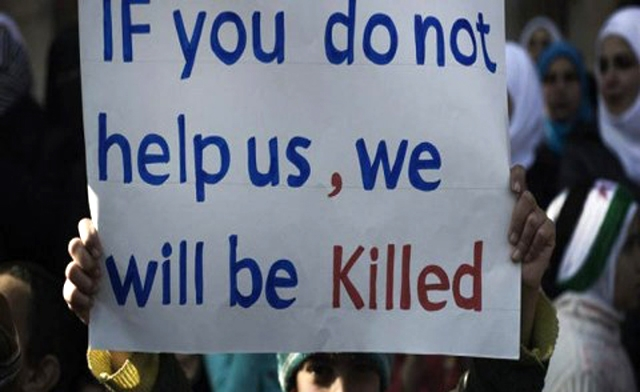 IF you do not
help us, we
will be Killed